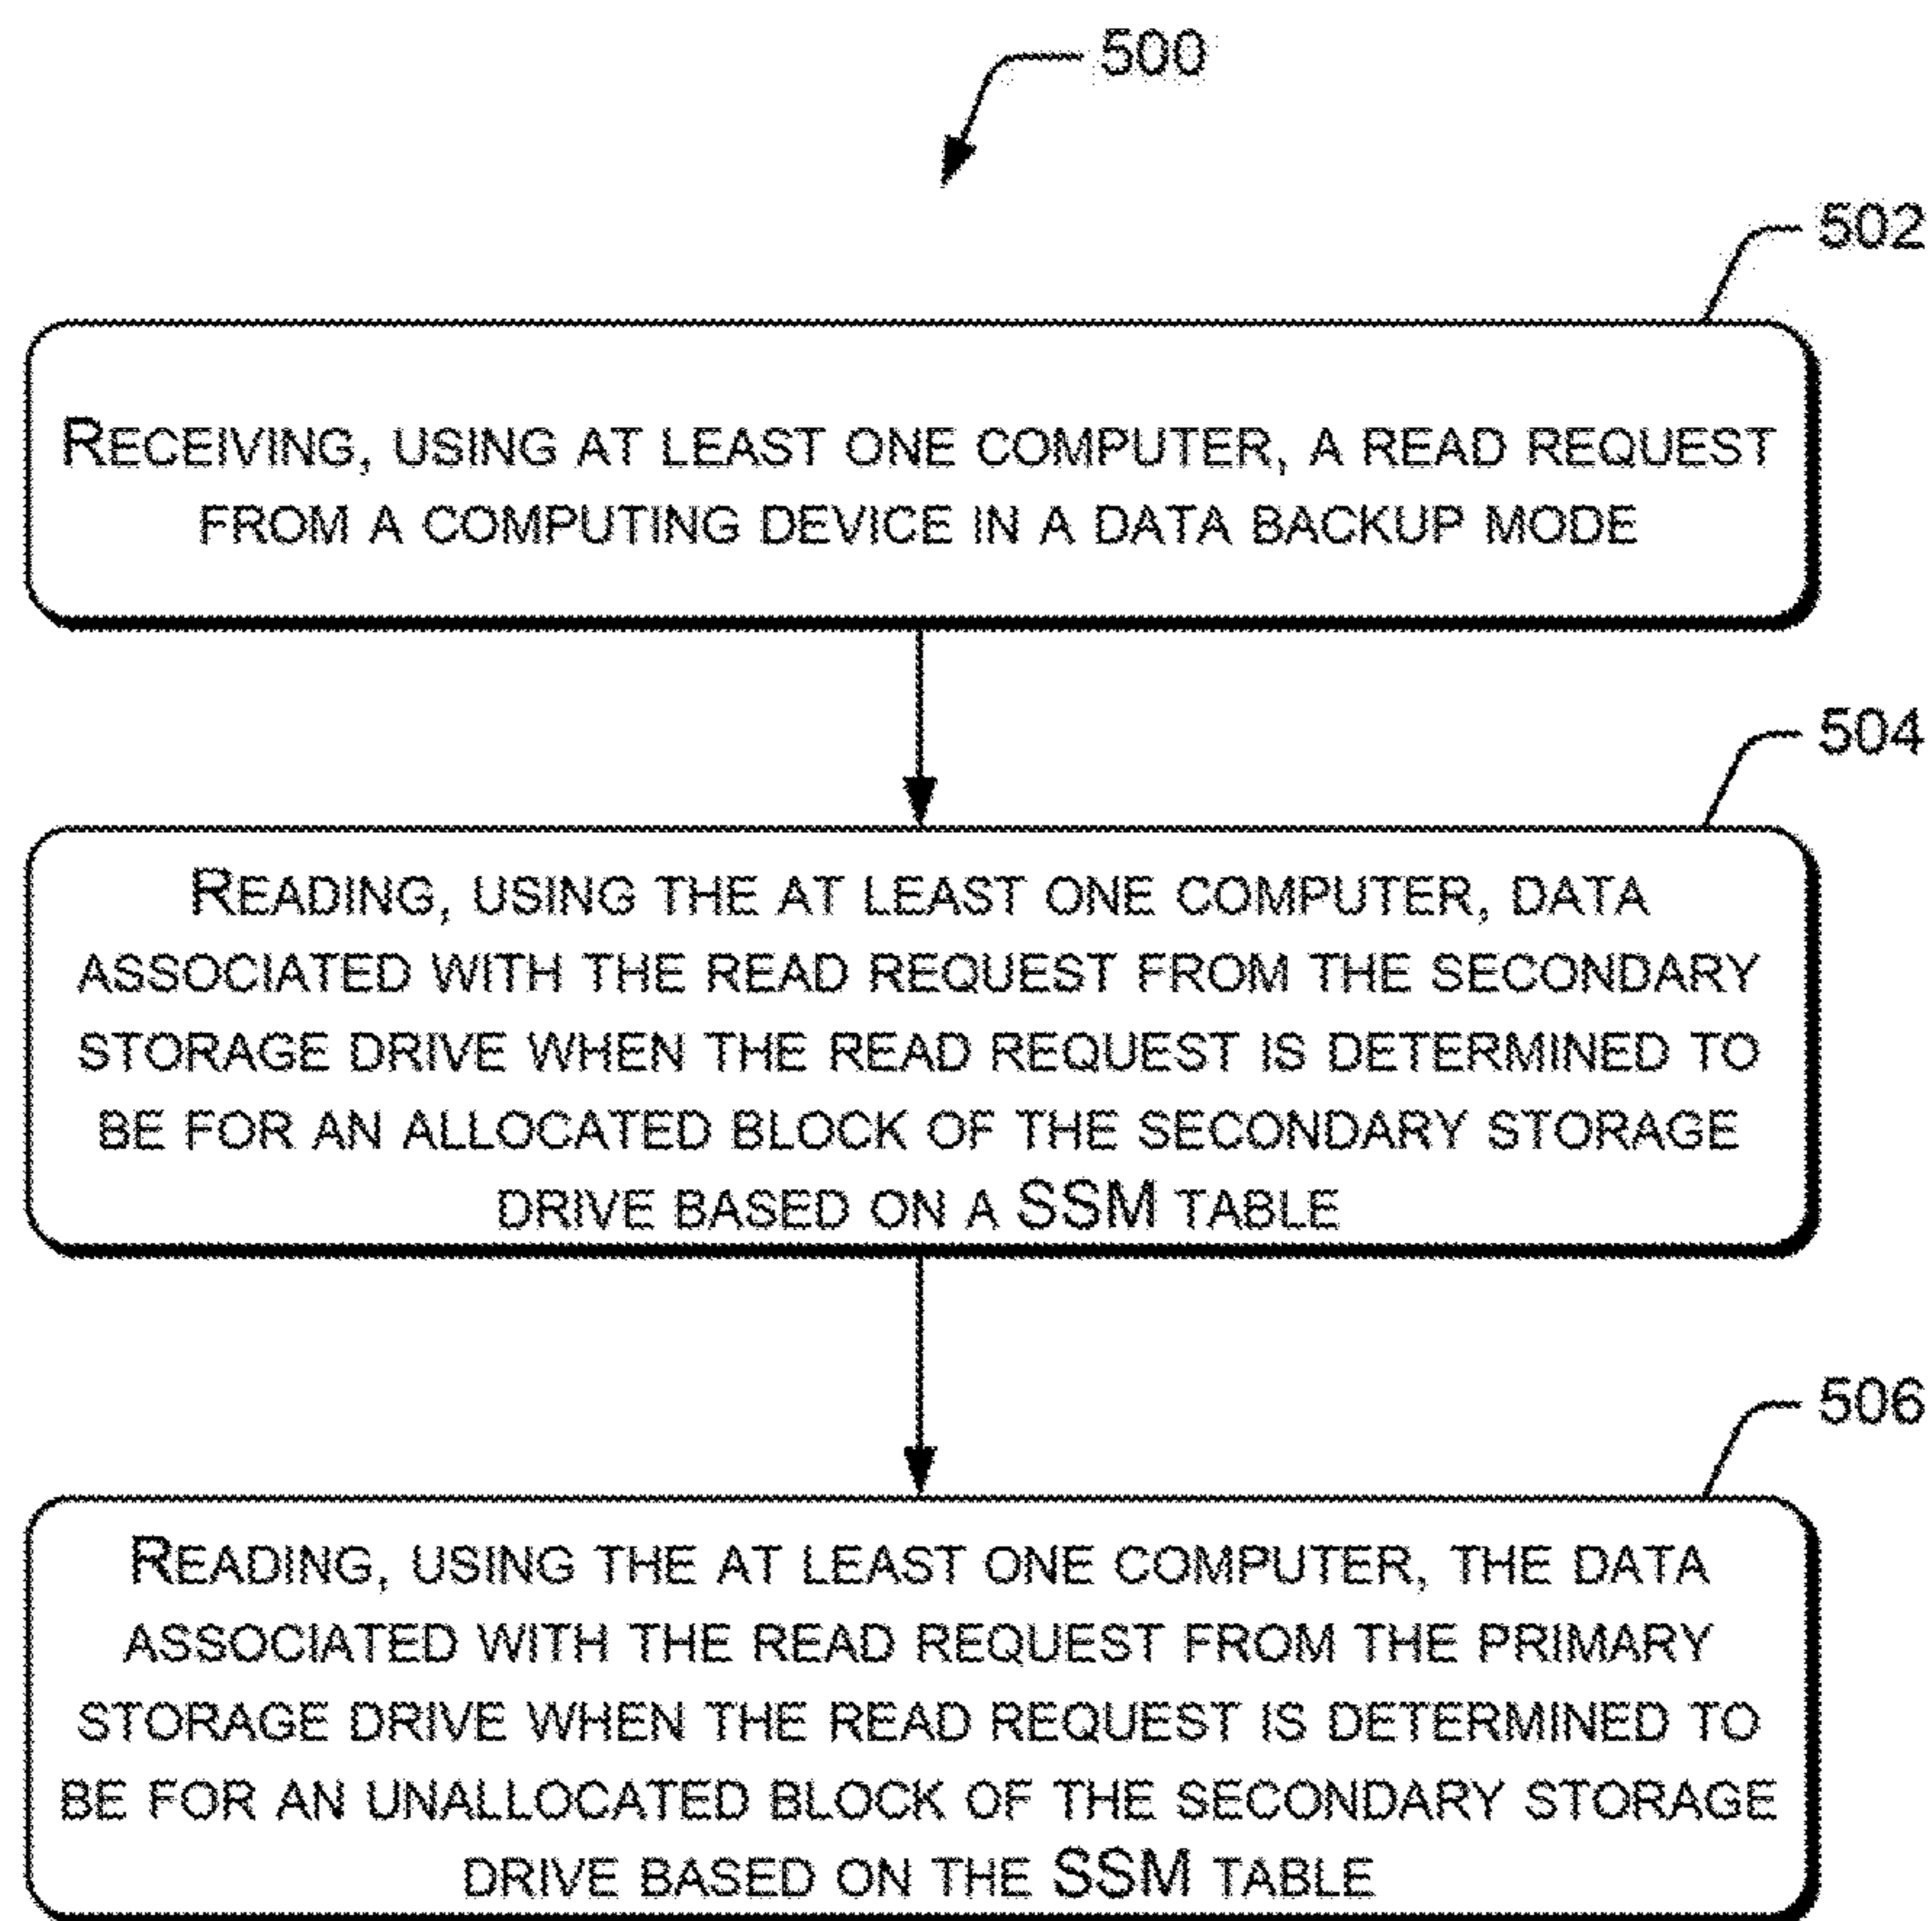 500
502
RECEIVING, USING AT LEAST ONE COMPUTER, A READ REQUEST
FROM A COMPUTING DEVICE IN A DATA BACKUP MODE
504
READING, USING THE AT LEAST ONE COMPUTER, DATA
ASSOCIATED WITH THE READ REQUEST FROM THE SECONDARY
STORAGE DRIVE WHEN THE READ REQUEST IS DETERMINED TO
BE FOR AN ALLOCATED BLOCK OF THE SECONDARY STORAGE
DRIVE BASED ON A SSM TABLE
506
READING, USING THE AT LEAST ONE COMPUTER, THE DATA
ASSOCIATED WITH THE READ REQUEST FROM THE PRIMARY
STORAGE DRIVE WHEN THE READ REQUEST IS DETERMINED TO
BE FOR AN UNALLOCATED BLOCK OF THE SECONDARY STORAGE
DRIVE BASED ON THE SSM TABLE